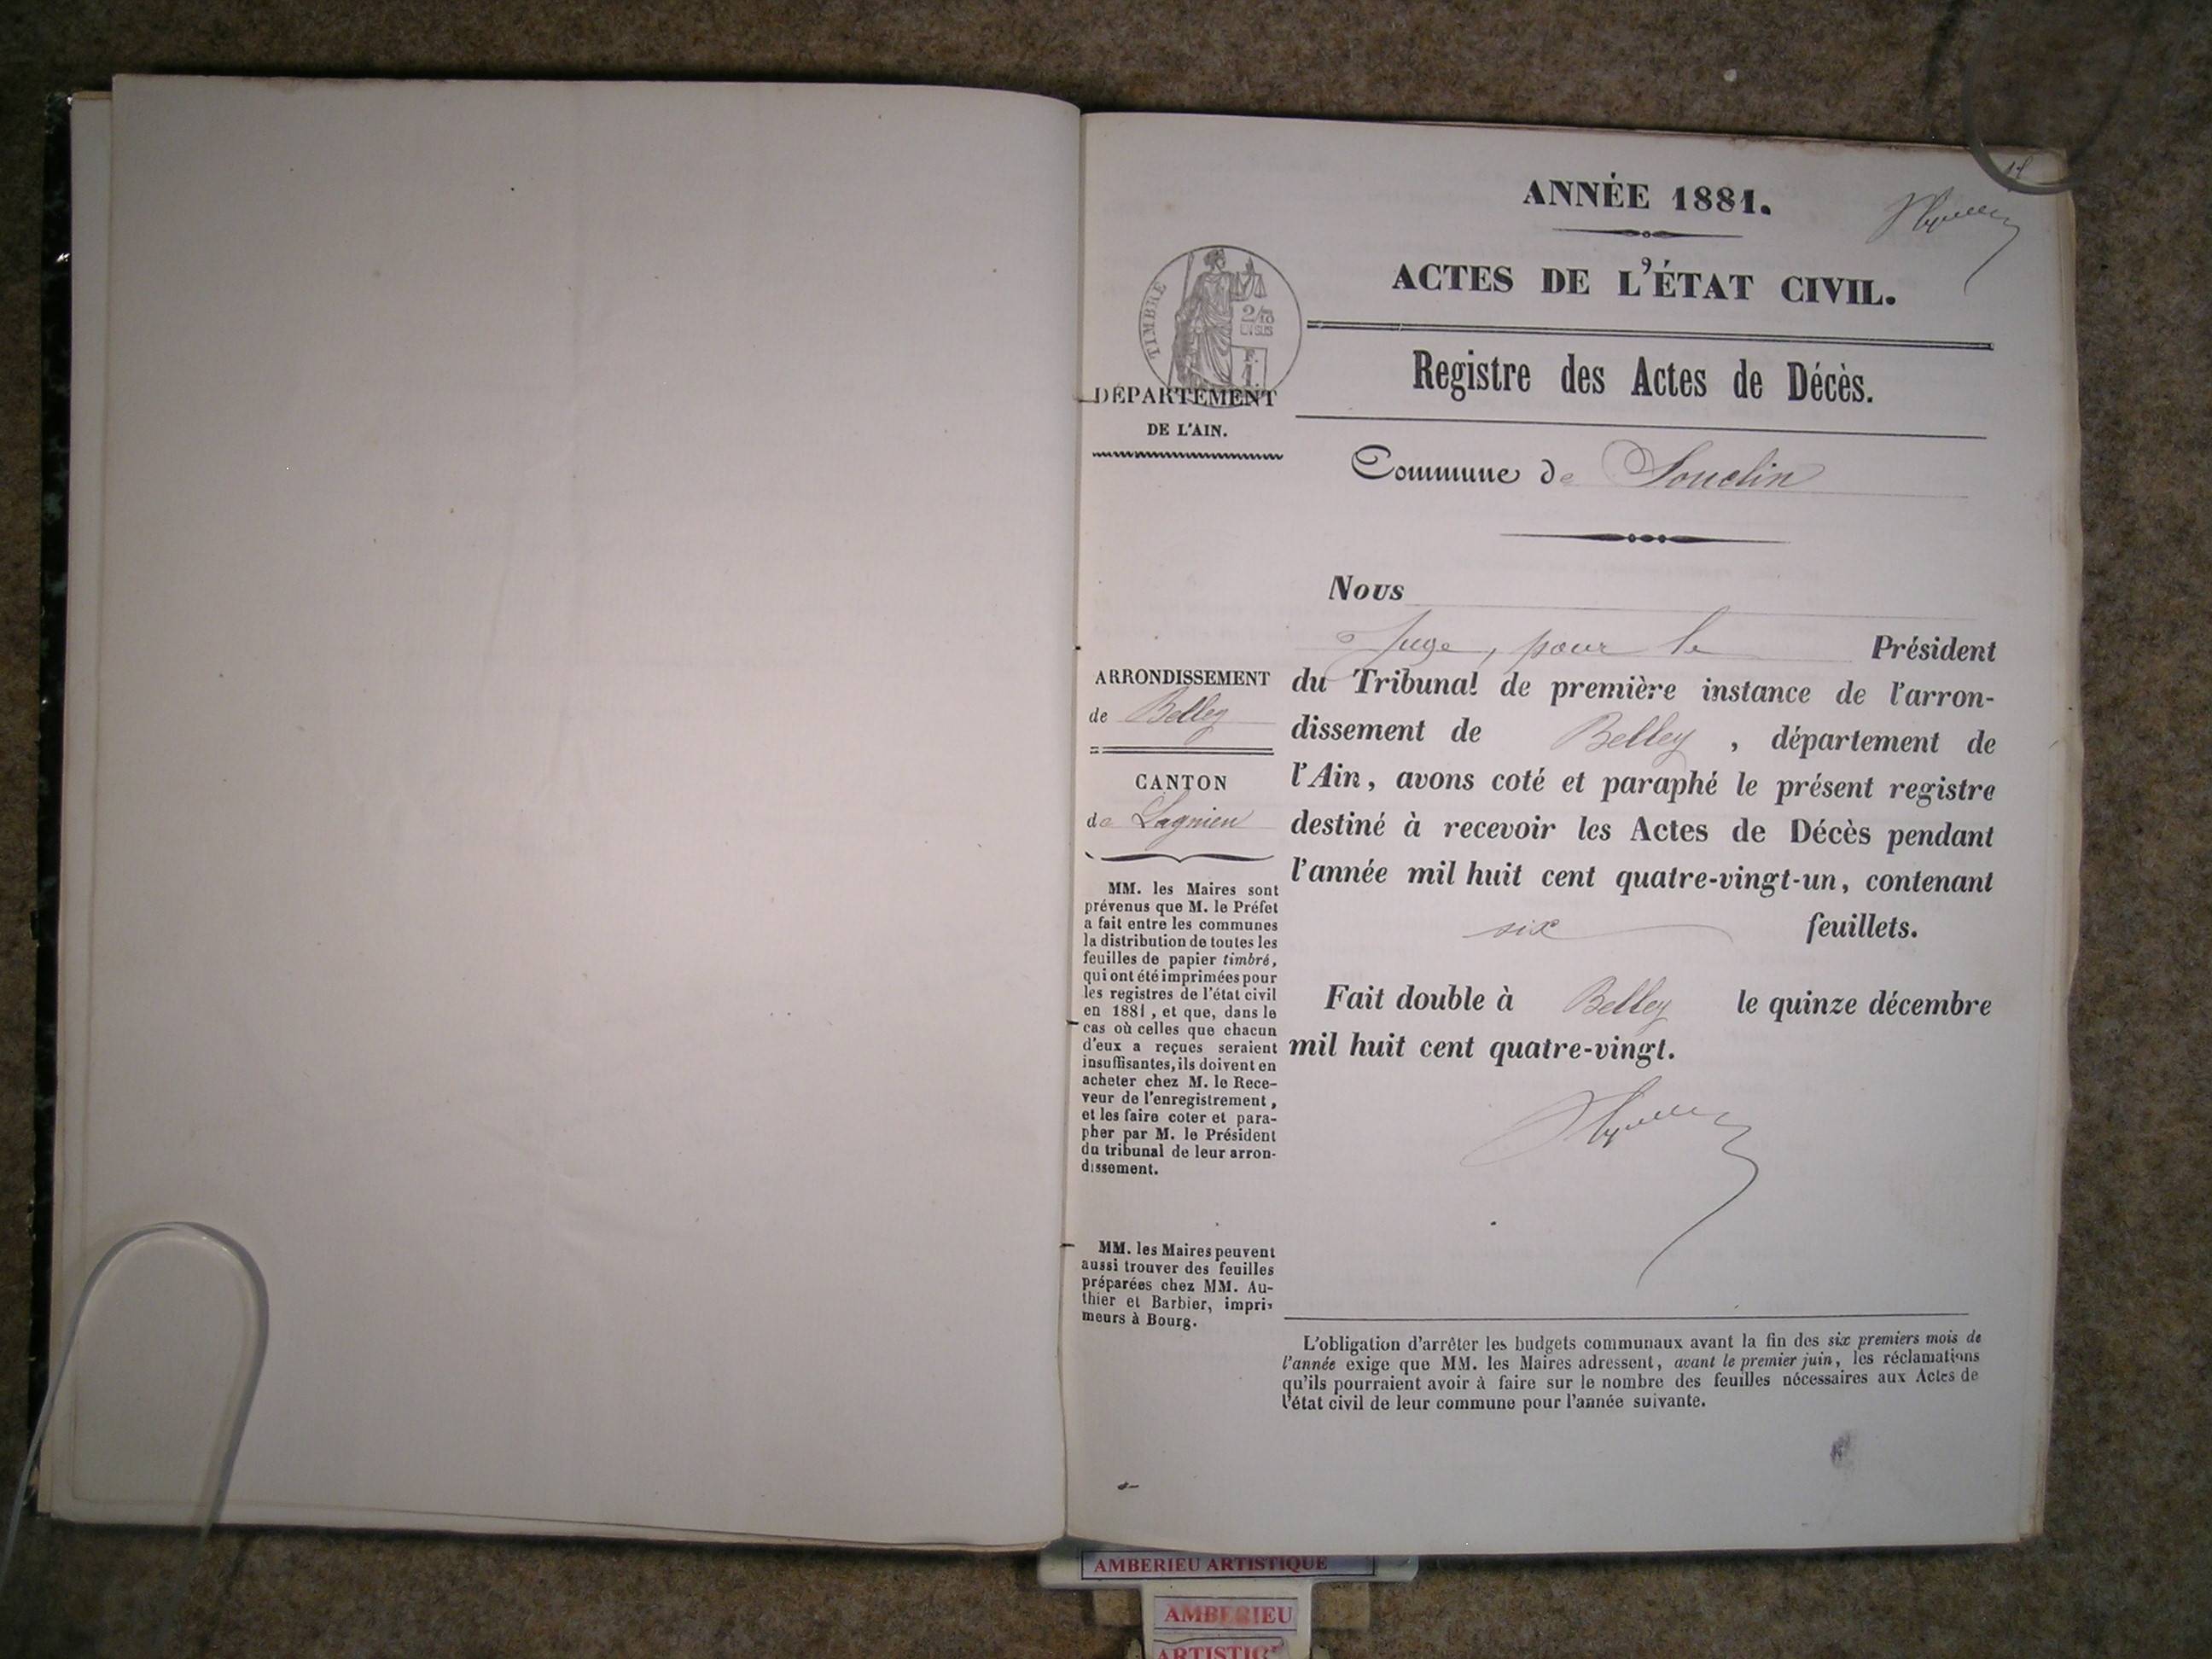 ANNÉE 1881.
ACTES DE L'ÉTAT CIVIL.
Registre des Actes de Décès.
Commune de Souclin
TIMBRE
2/10
EN SUS
F.
1
DÉPARTEMENT
DE L'AIN.
ARRONDISSEMENT
de Belley
CANTON
de Lagnieu
MM. les Maires sont
prévenus que M. le Préfet
a fait entre les communes
la distribution de toutes les
feuilles de papier timbré,
qui ont été imprimées pour
les registres de l'état civil
en 1881, et que, dans le
cas où celles que chacun
d'eux a reçues seraient
insuffisantes, ils doivent en
acheter chez M. le Rece-
veur de l'enregistrement,
et les faire coter et para-
pher par M. le Président
du tribunal de leur arron-
dissement.
MM. les Maires peuvent
aussi trouver des feuilles
préparées chez MM. Au-
thier et Barbier, impri-
meurs à Bourg.
Nous
Juge, pour le Président
du Tribunal de première instance de l'arron-
dissement de Belley, département de
l'Ain, avons coté et paraphé le présent registre
destiné à recevoir les Actes de Décès pendant
l'année mil huit cent quatre-vingt-un, contenant
six feuillets.
Fait double à Belley le quinze décembre
mil huit cent quatre-vingt.
L'obligation d'arrêter les budgets communaux avant la fin des six premiers mois de
l'année exige que MM. les Maires adressent, avant le premier juin, les réclamations
qu'ils pourraient avoir à faire sur le nombre des feuilles nécessaires aux Actes de
l'état civil de leur commune pour l'année suivante.
AMBERIEU ARTISTIQUE
AMBERIEU